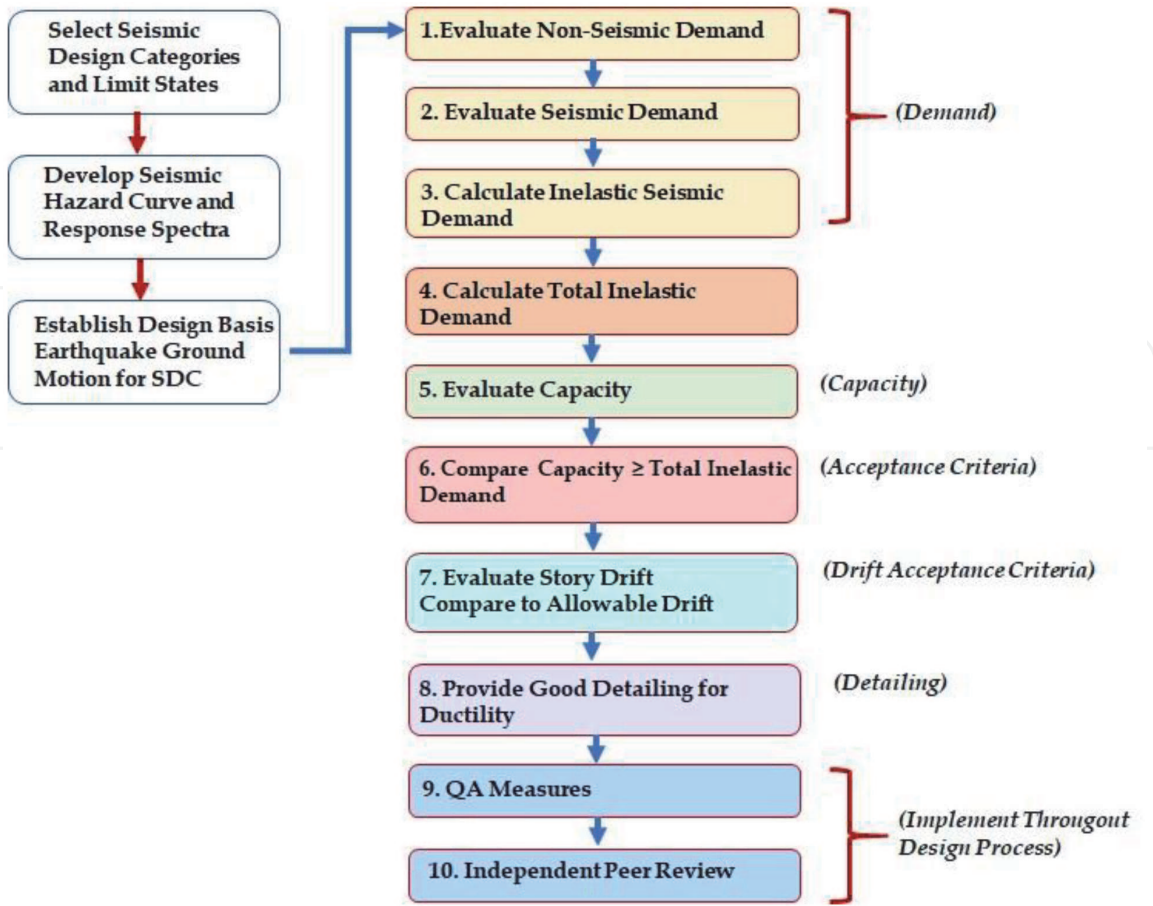 Select Seismic
Design Categories
and Limit States
Develop Seismic
Hazard Curve and
Response Spectra
Establish Design Basis
Earthquake Ground
Motion for SDC
1.Evaluate Non-Seismic Demand
2. Evaluate Seismic Demand
3. Calculate Inelastic Seismic
Demand
(Demand)
4. Calculate Total Inelastic
Demand
5. Evaluate Capacity
(Capacity)
6. Compare Capacity ≥ Total Inelastic
Demand
(Acceptance Criteria)
7. Evaluate Story Drift
Compare to Allowable Drift
(Drift Acceptance Criteria)
8. Provide Good Detailing for
Ductility
(Detailing)
9. QA Measures
10. Independent Peer Review
(Implement Througout
Design Process)